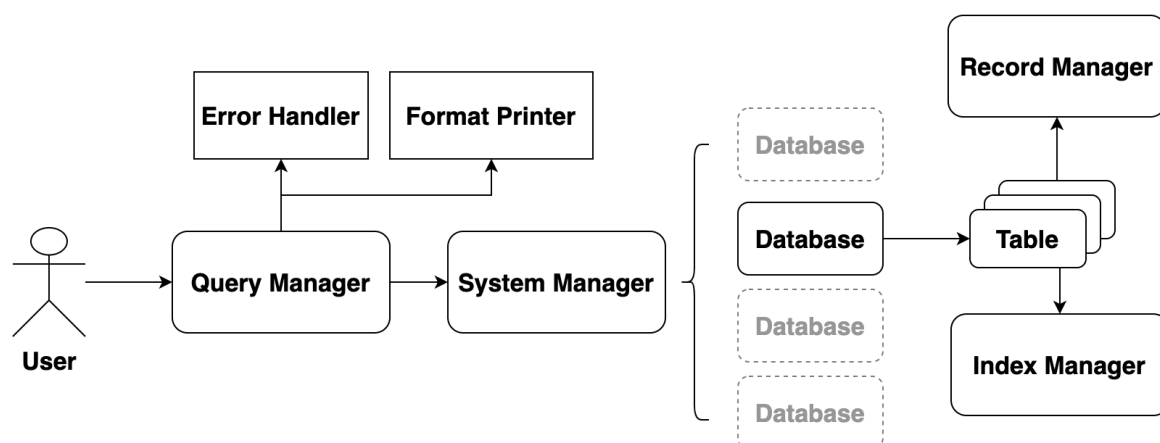 Record Manager
Error Handler
Format Printer
Database
Database
Table
Query Manager
System Manager
Database
User
Index Manager
Database